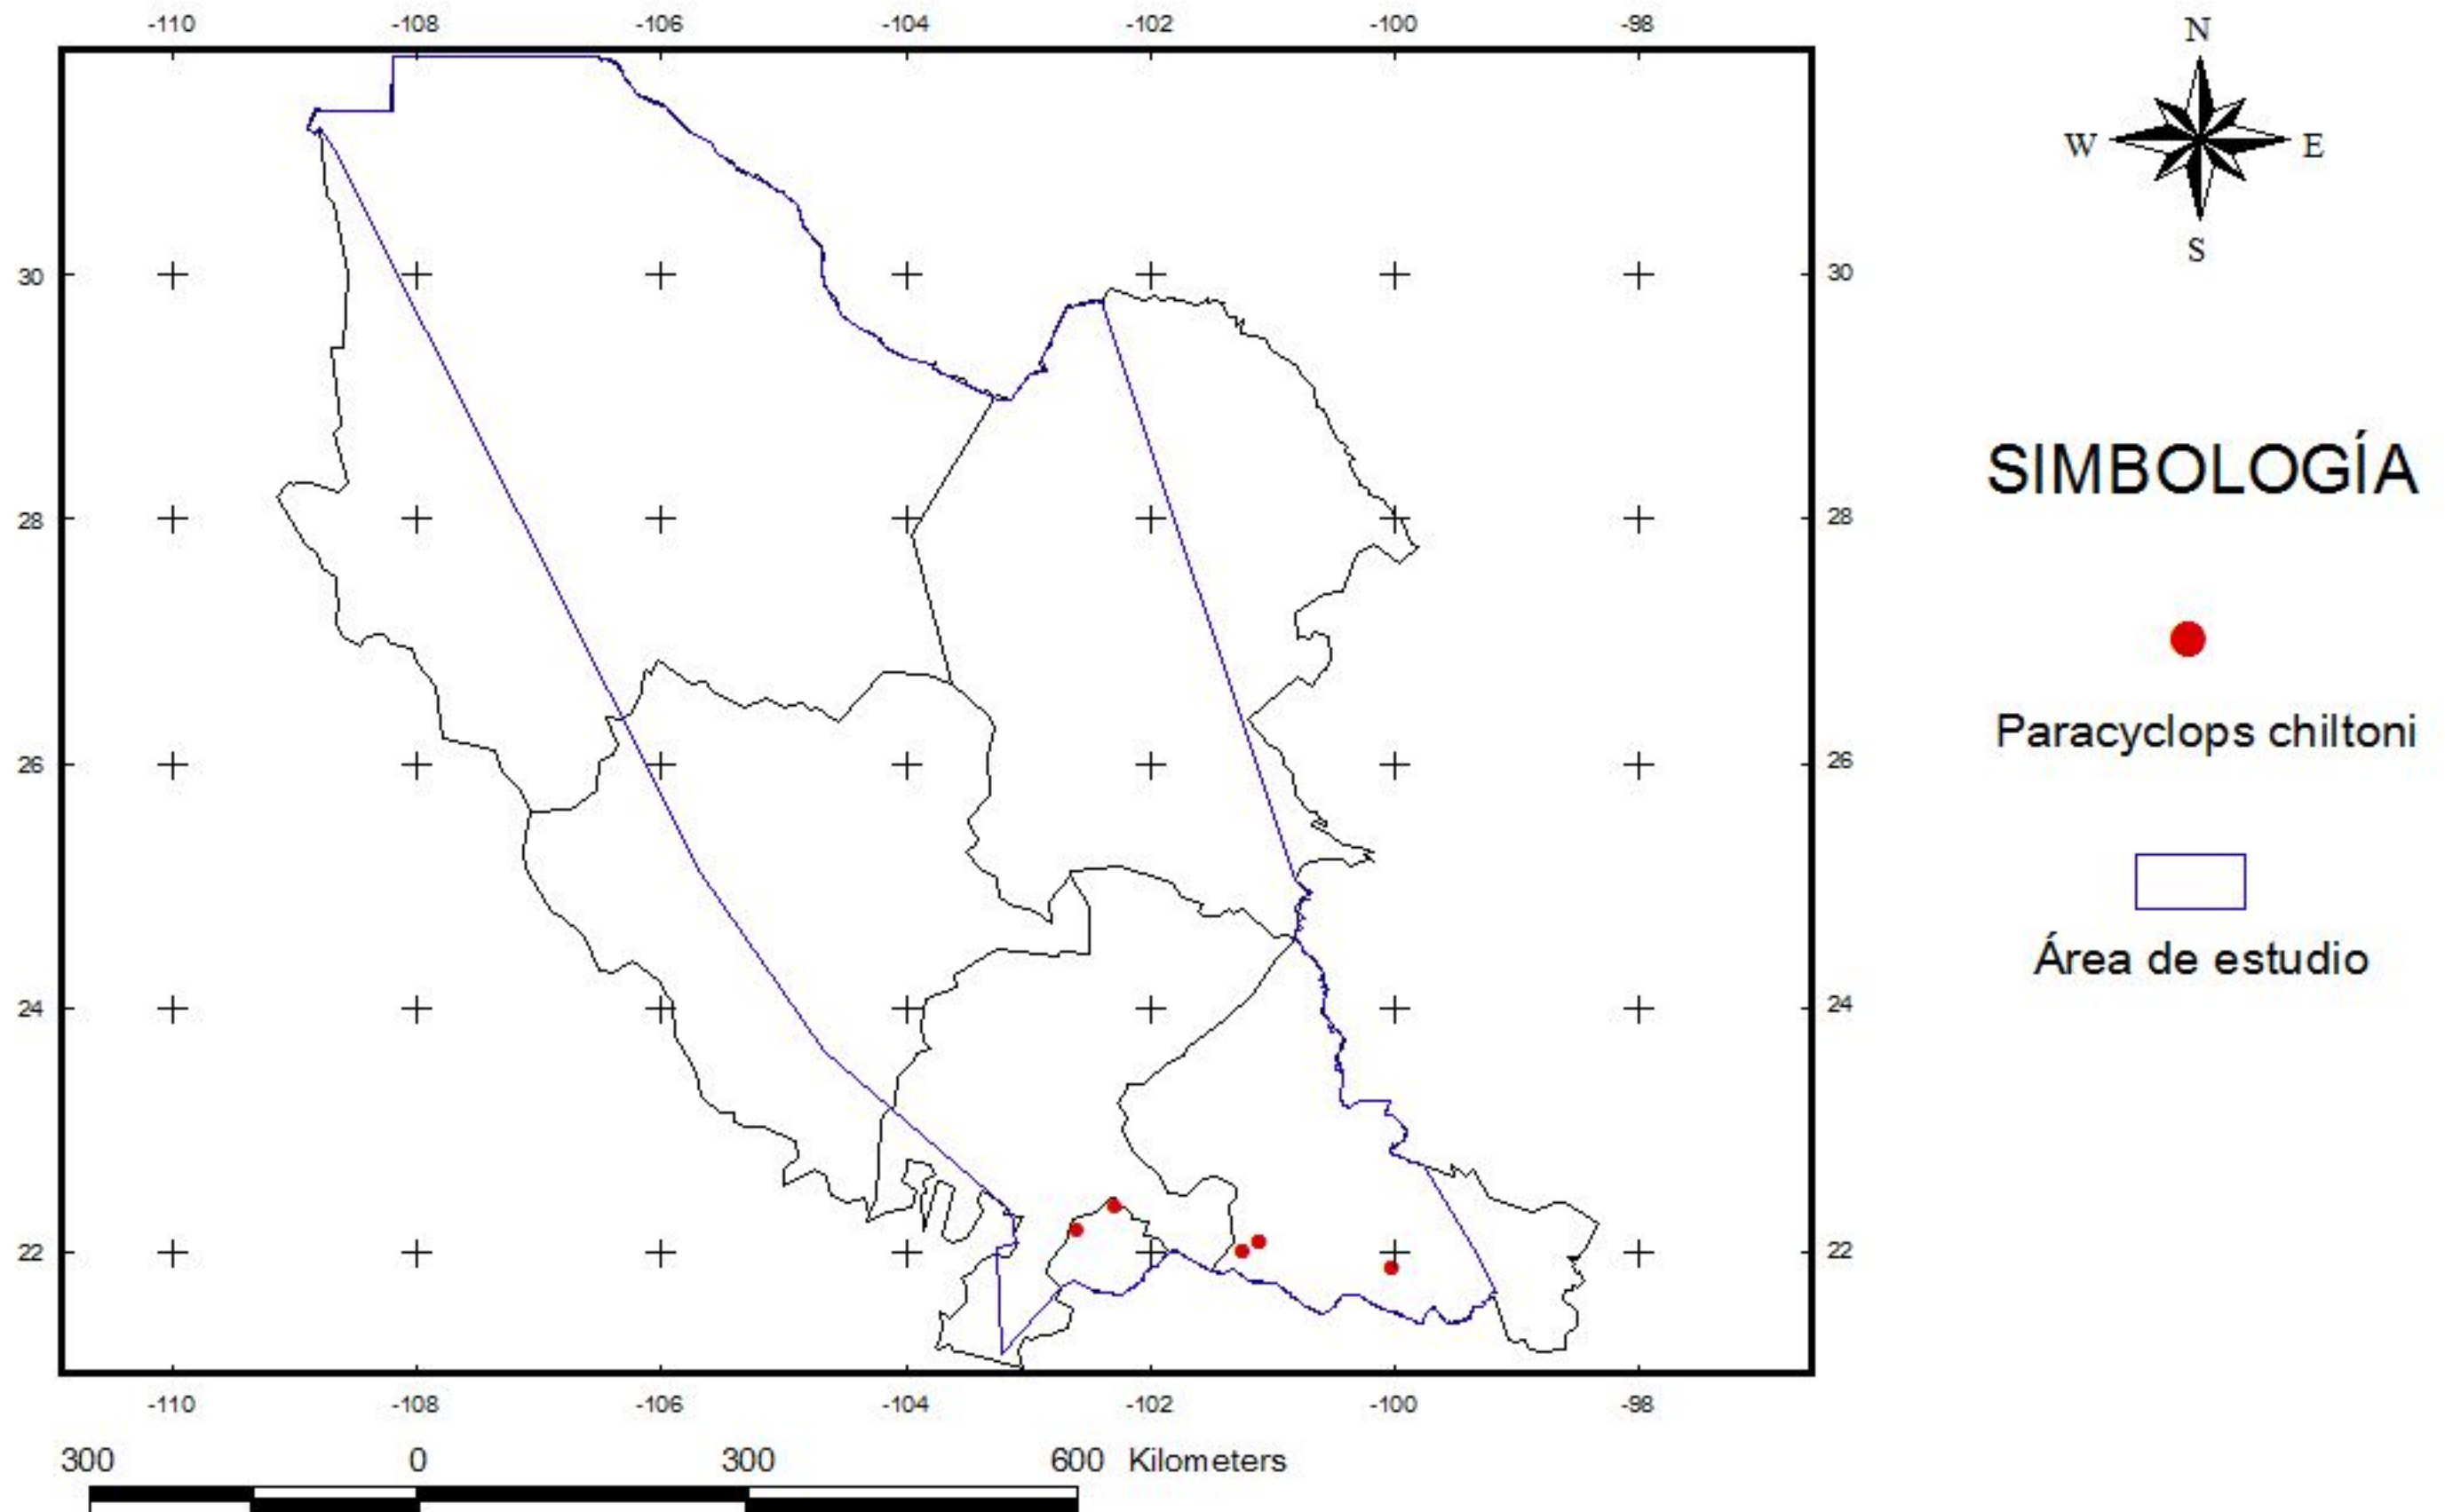 -110 -108 -106 -104 -102 -100 -98
N
W E
S
30 30
28 28
26 26
24 24
22 22
SIMBOLOGÍA
Paracyclops chiltoni
Área de estudio
-110 -108 -106 -104 -102 -100 -98
300 0 300 600 Kilometers